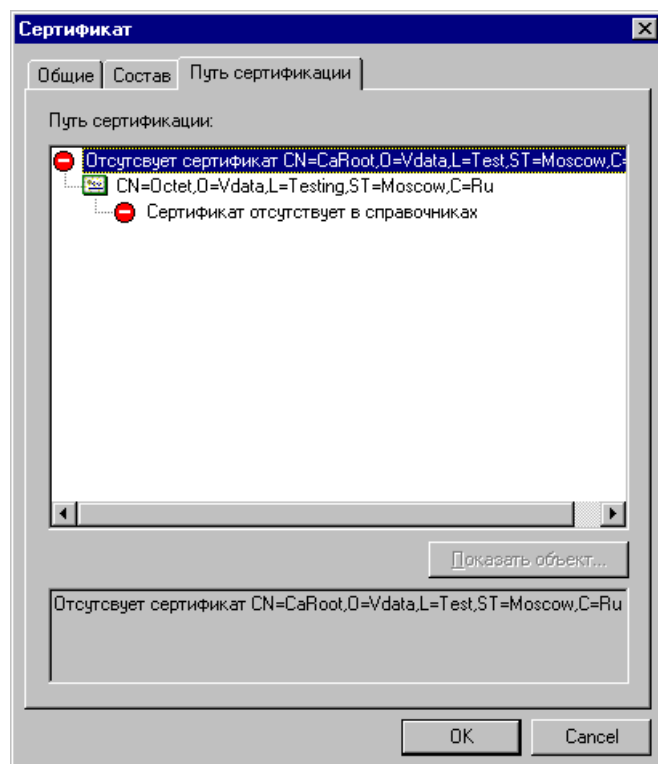 Сертификат
Общие Состав Путь сертификации
Путь сертификации:
Отсутсвует сертификат CN=CaRoot,O=Vdata,L=Test,ST=Moscow,C=
CN=Octet,O=Vdata,L=Testing,ST=Moscow,C=Ru
Сертификат отсутствует в справочниках
Показать объект...
Отсутсвует сертификат CN=CaRoot,O=Vdata,L=Test,ST=Moscow,C=Ru
OK Cancel